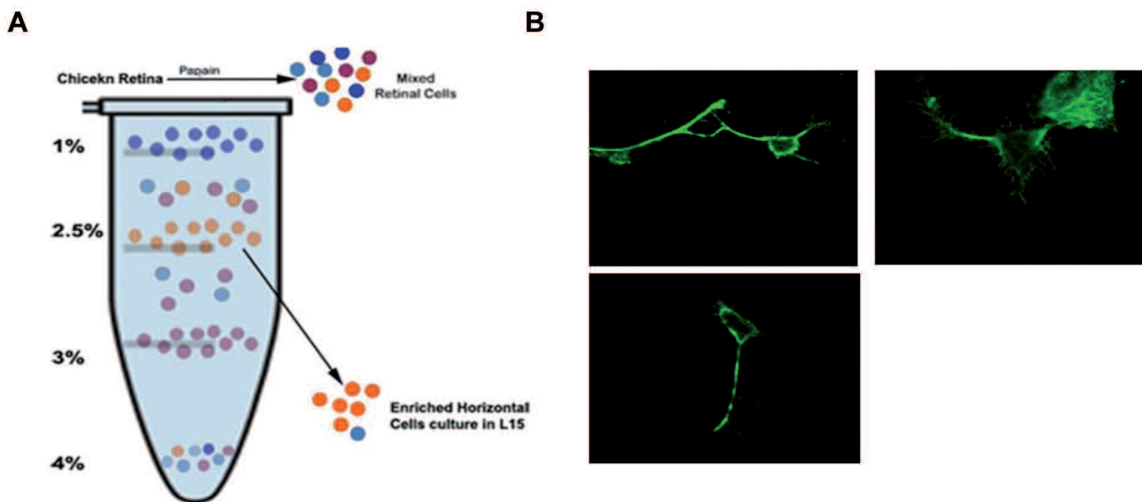 A
B
Chicekn Retina
Papain
Mixed
Retinal Cells
1%
2.5%
3%
Enriched Horizontal
Cells culture in L15
4%